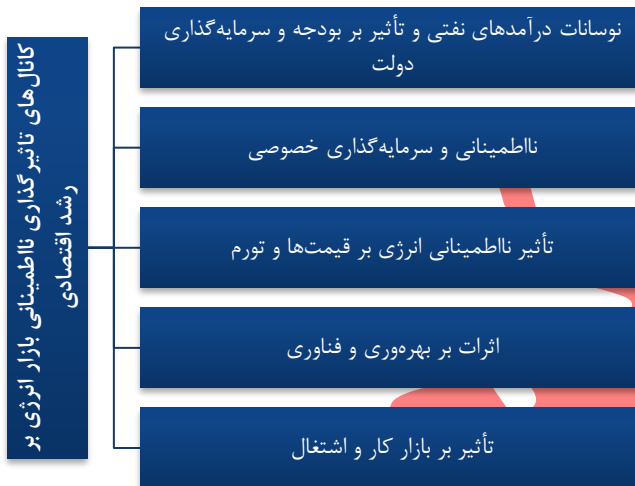 کانال‌های تاثیرگذاری نااطمینانی بازار انرژی بر
رشد اقتصادی
نوسانات درآمدهای نفتی و تأثیر بر بودجه و سرمایه‌گذاری
دولت
نااطمینانی و سرمایه‌گذاری خصوصی
تأثیر نااطمینانی انرژی بر قیمت‌ها و تورم
اثرات بر بهره‌وری و فناوری
تأثیر بر بازار کار و اشتغال